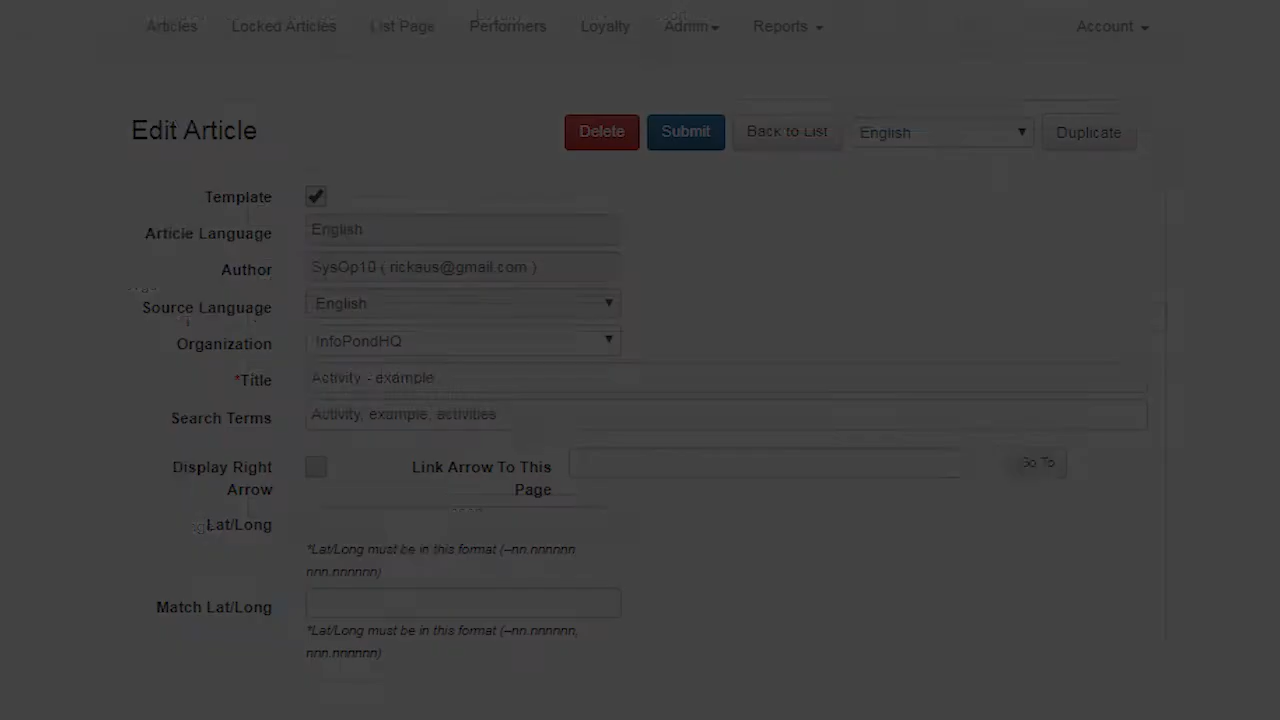 Articles Locked Articles List Page Performers Loyalty Admin Reports Account
Edit Article Delete Submit Back to List English Duplicate
Template
Article Language English
Author SysOp10 ( rickaus@gmail.com )
Source Language English
Organization InfoPondHQ
*Title Activity - example
Search Terms Activity, example, activities
Display Right Link Arrow To This Go To
Arrow Page
Lat/Long
*Lat/Long must be in this format (–nn.nnnnnn
nnn.nnnnnn)
Match Lat/Long
*Lat/Long must be in this format (–nn.nnnnnn,
nnn.nnnnnn)